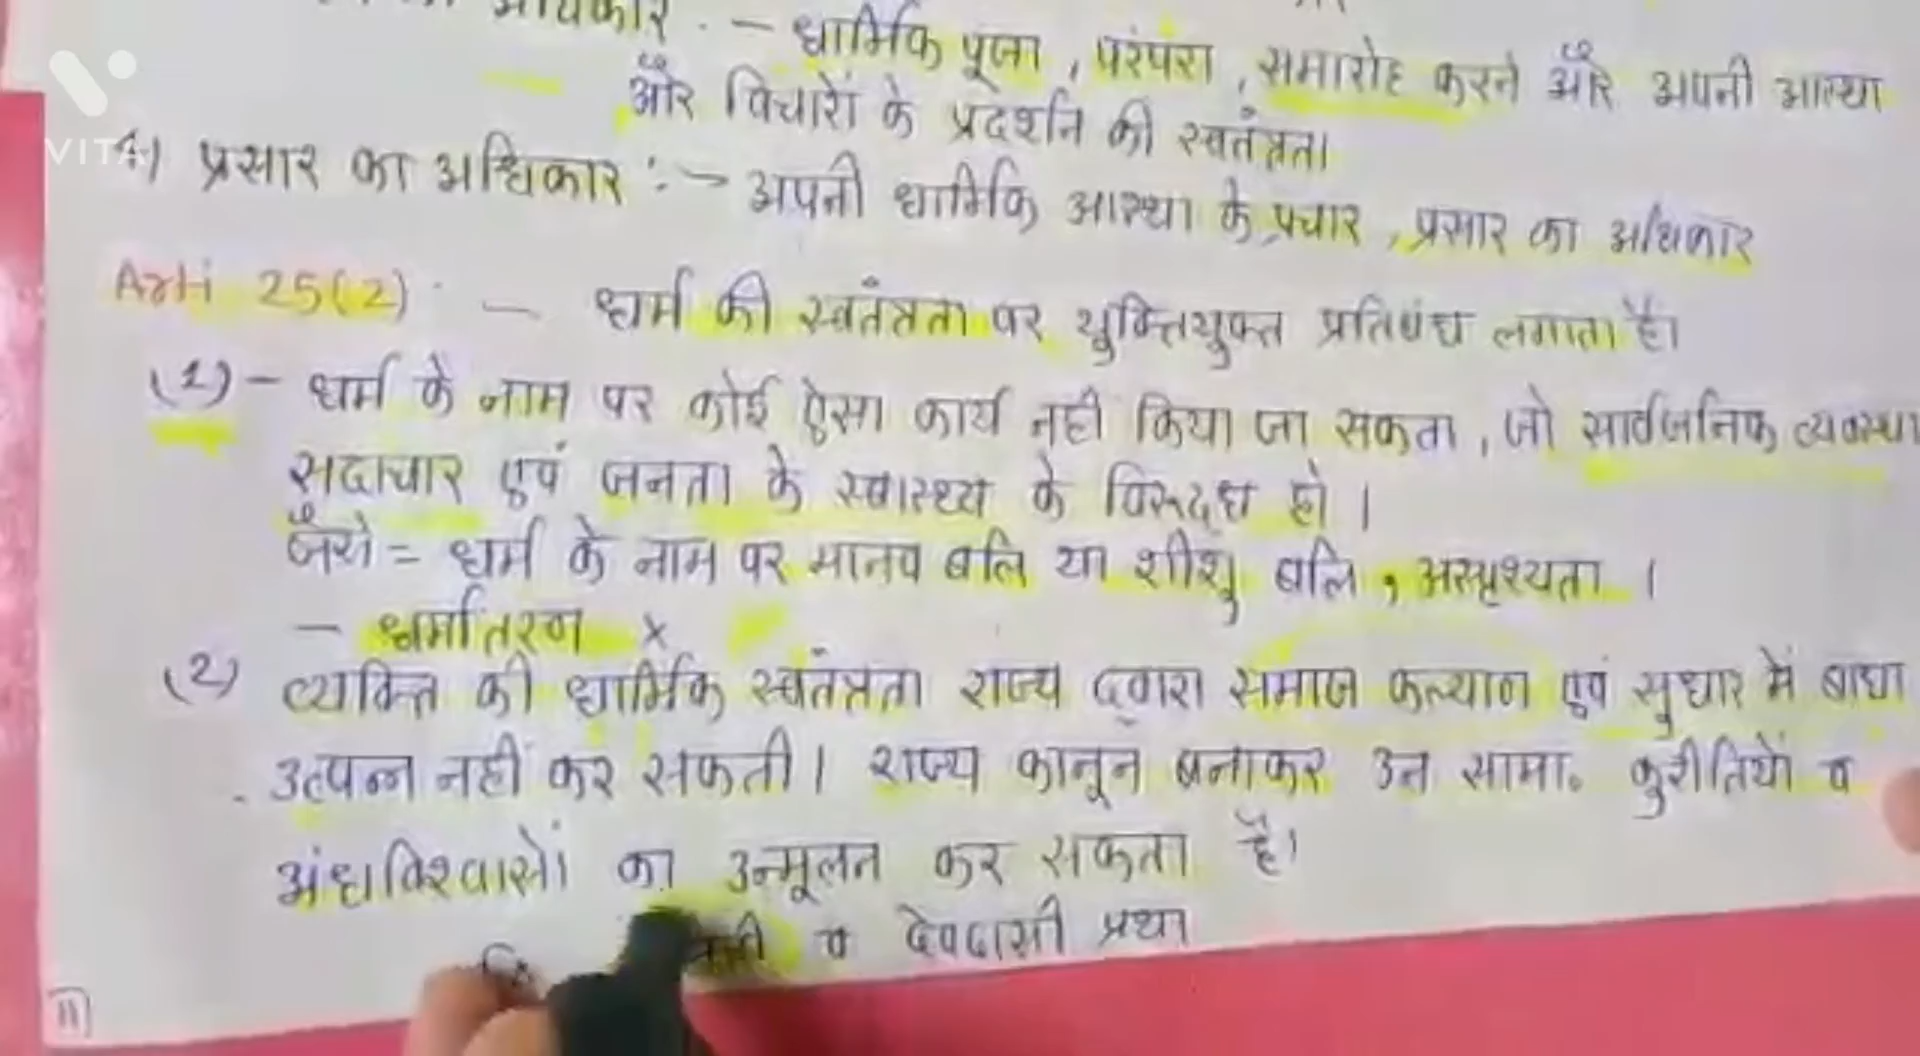 अधिकार - धार्मिक पूजा, परंपरा, समारोह करने और अपनी आस्था
और विचारों के प्रदर्शन की स्वतंत्रता।
VITA
4) प्रसार का अधिकार :- अपनी धार्मिक आस्था के प्रचार, प्रसार का अधिकार
Arti 25(2) - धर्म की स्वतंत्रता पर युक्तियुक्त प्रतिबंध लगाता है।
(1) - धर्म के नाम पर कोई ऐसा कार्य नही किया जा सकता, जो सार्वजनिक व्यवस्था
सदाचार एवं जनता के स्वास्थ्य के विरुद्ध हो।
जैसे = धर्म के नाम पर मानव बलि या शीशु बलि, अस्पृश्यता।
- धर्मांतरण x
(2) व्यक्ति की धार्मिक स्वतंत्रता राज्य द्वारा समाज कल्याण एवं सुधार में बाधा
उत्पन्न नहीं कर सकती। राज्य कानून बनाकर उन सामा. कुरीतियों व
अंधविश्वासों का उन्मूलन कर सकता है।
व देवदासी प्रथा
11